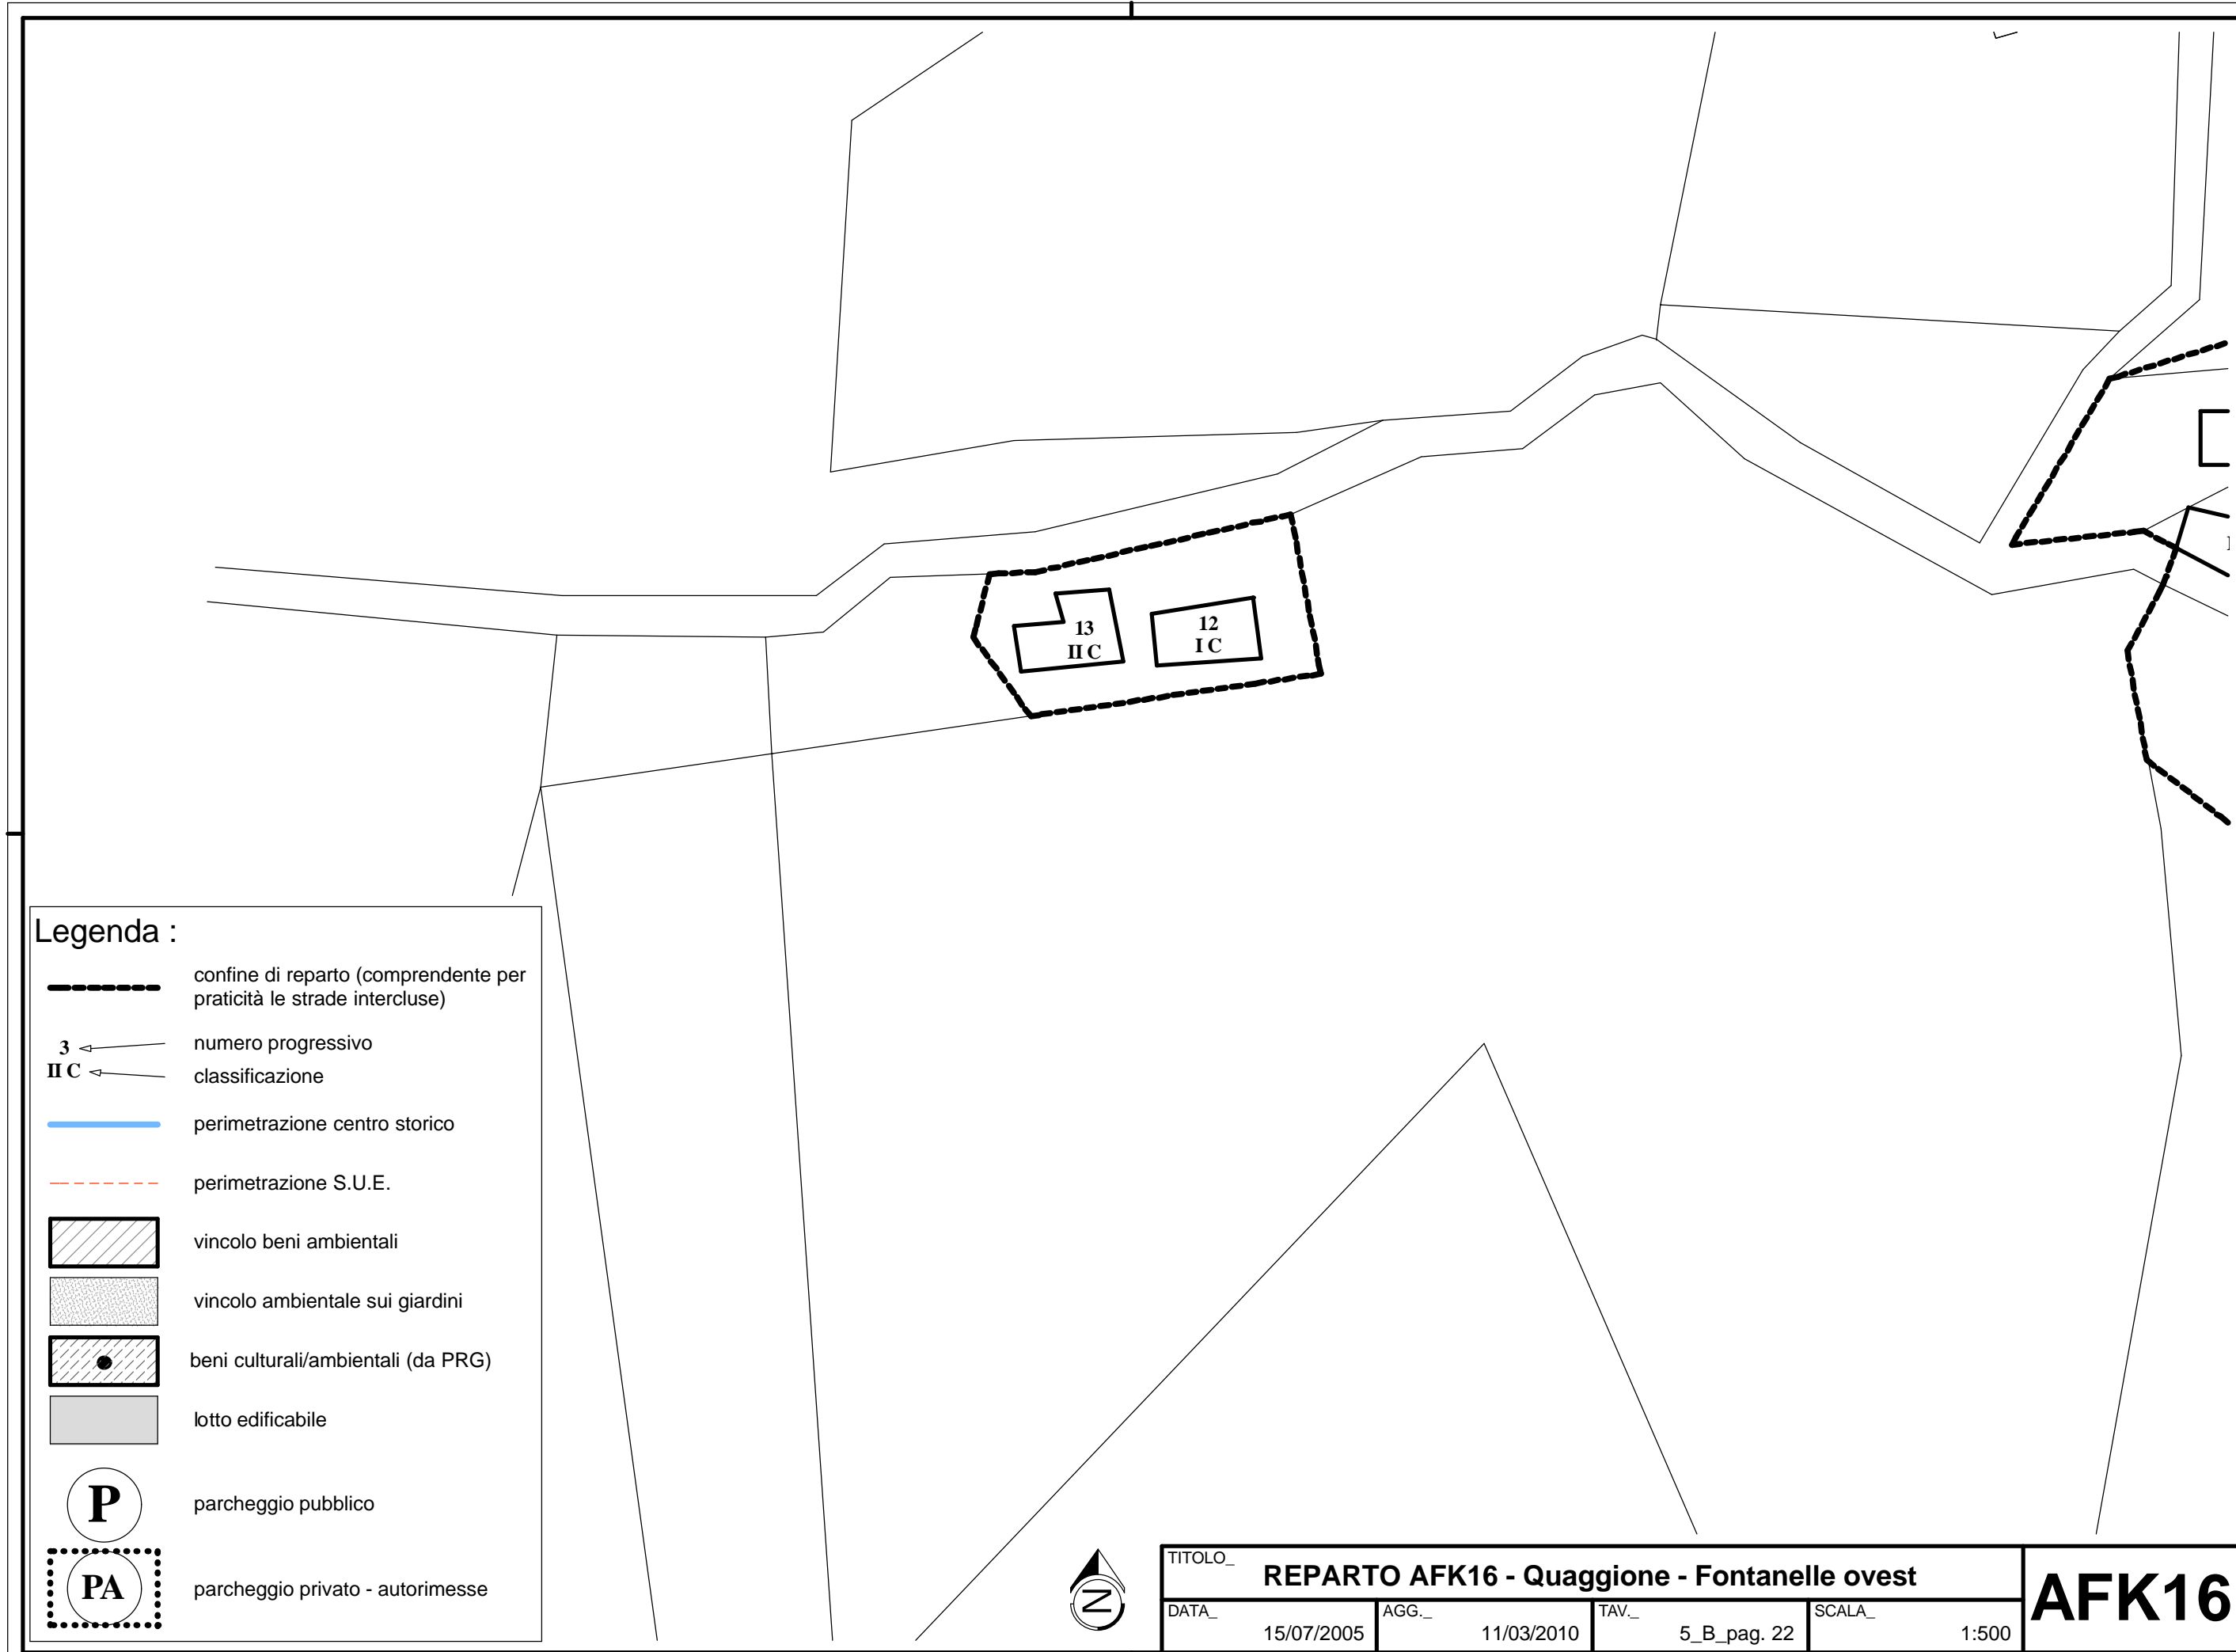 13
II C
12
I C
Legenda :
confine di reparto (comprendente per
praticità le strade intercluse)
3
numero progressivo
II C
classificazione
perimetrazione centro storico
perimetrazione S.U.E.
vincolo beni ambientali
vincolo ambientale sui giardini
beni culturali/ambientali (da PRG)
lotto edificabile
P
parcheggio pubblico
PA
parcheggio privato - autorimesse
N
TITOLO_
REPARTO AFK16 - Quaggione - Fontanelle ovest
DATA_
15/07/2005
AGG._
11/03/2010
TAV._
5_B_pag. 22
SCALA_
1:500
AFK16